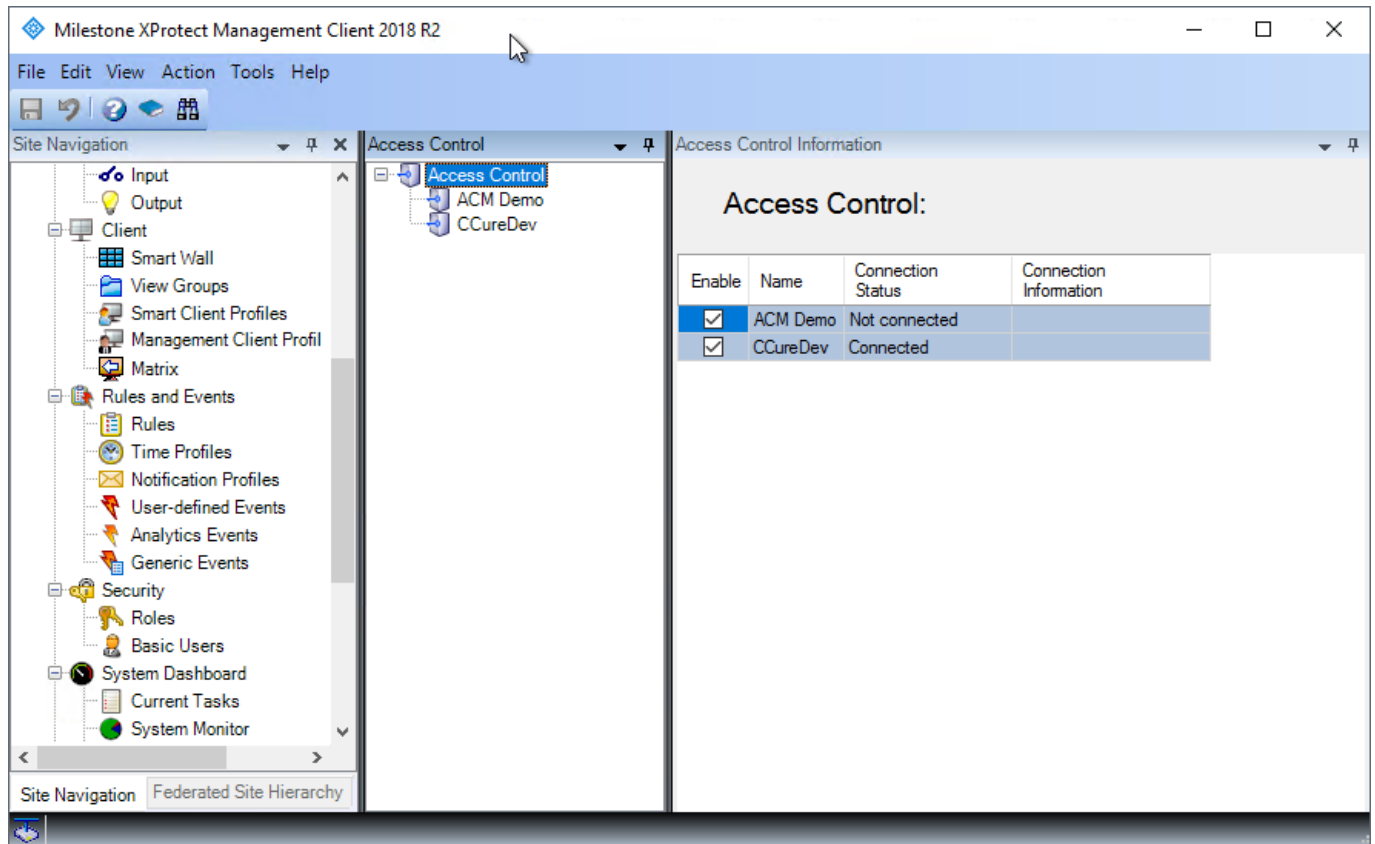 Milestone XProtect Management Client 2018 R2
File Edit View Action Tools Help
Site Navigation
Input
Output
Client
Smart Wall
View Groups
Smart Client Profiles
Management Client Profil
Matrix
Rules and Events
Rules
Time Profiles
Notification Profiles
User-defined Events
Analytics Events
Generic Events
Security
Roles
Basic Users
System Dashboard
Current Tasks
System Monitor
Site Navigation Federated Site Hierarchy
Access Control
Access Control
ACM Demo
CCureDev
Access Control Information
Access Control:
Enable Name Connection Status Connection Information
ACM Demo Not connected
CCureDev Connected